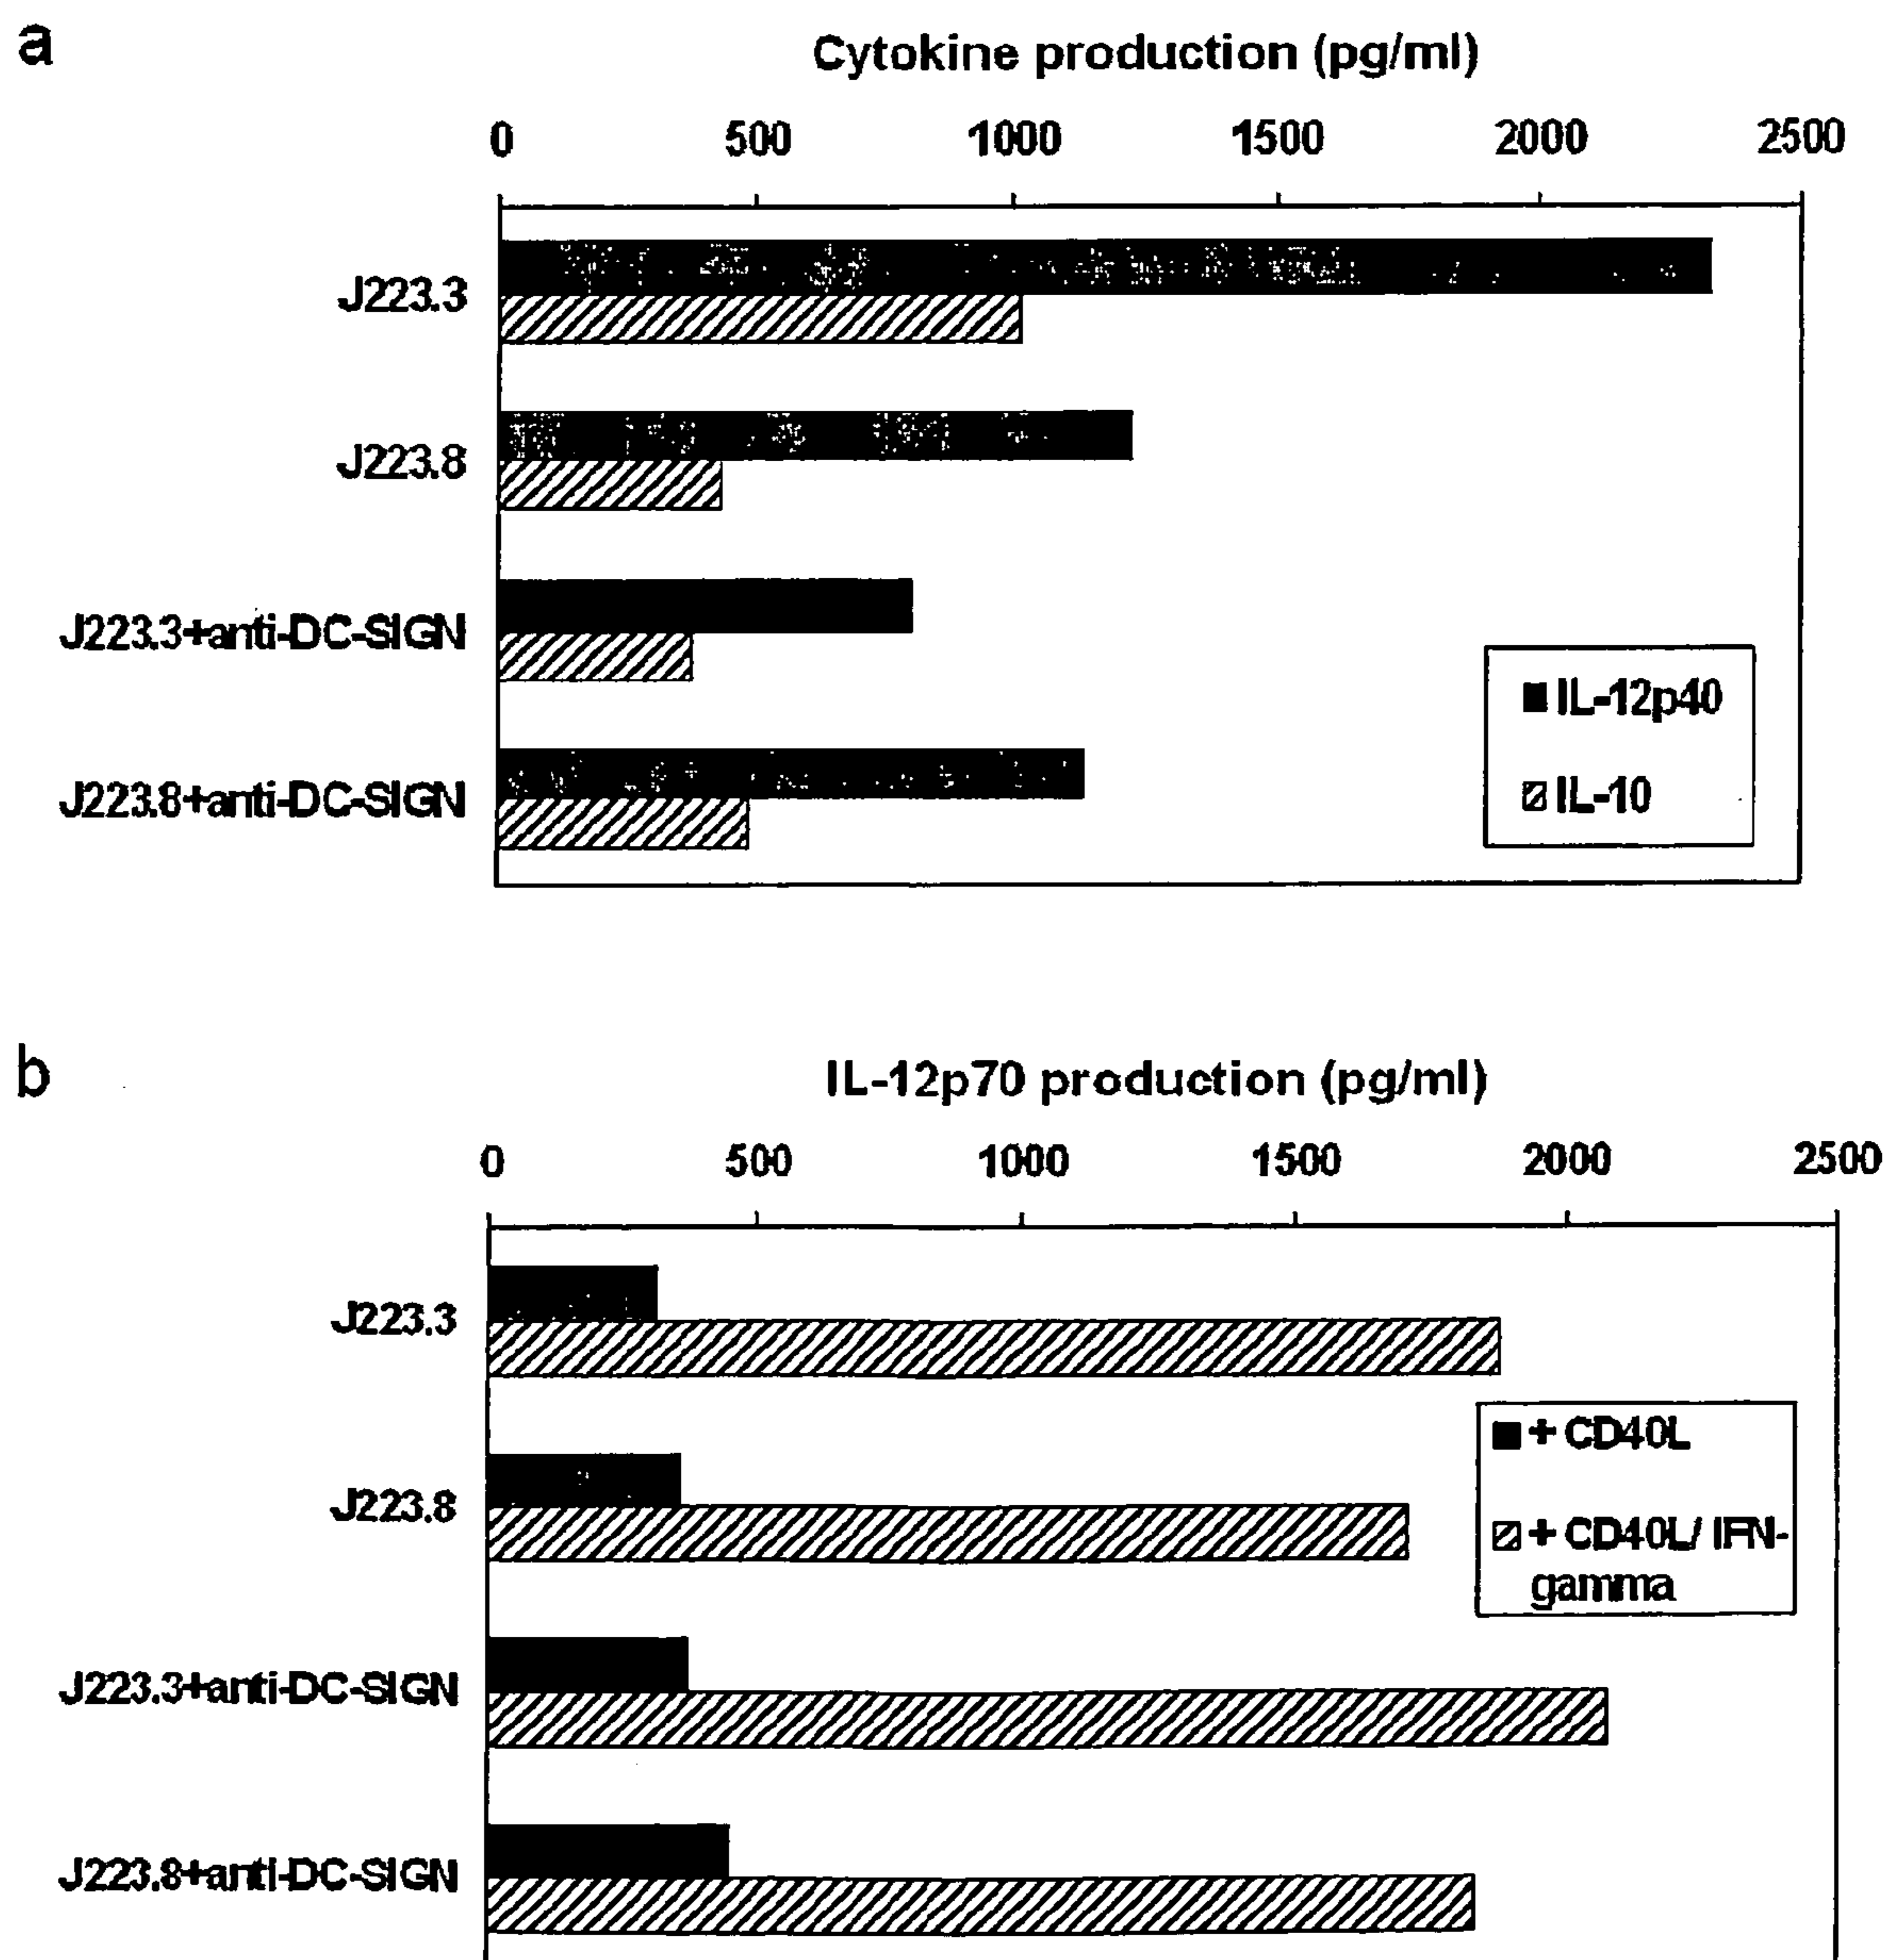 a
Cytokine production (pg/ml)
0 500 1000 1500 2000 2500
J223.3
J223.8
J223.3+anti-DC-SIGN
J223.8+anti-DC-SIGN
IL-12p40
IL-10
b
IL-12p70 production (pg/ml)
0 500 1000 1500 2000 2500
J223.3
J223.8
J223.3+anti-DC-SIGN
J223.8+anti-DC-SIGN
+ CD40L
+ CD40L/ IFN-
gamma